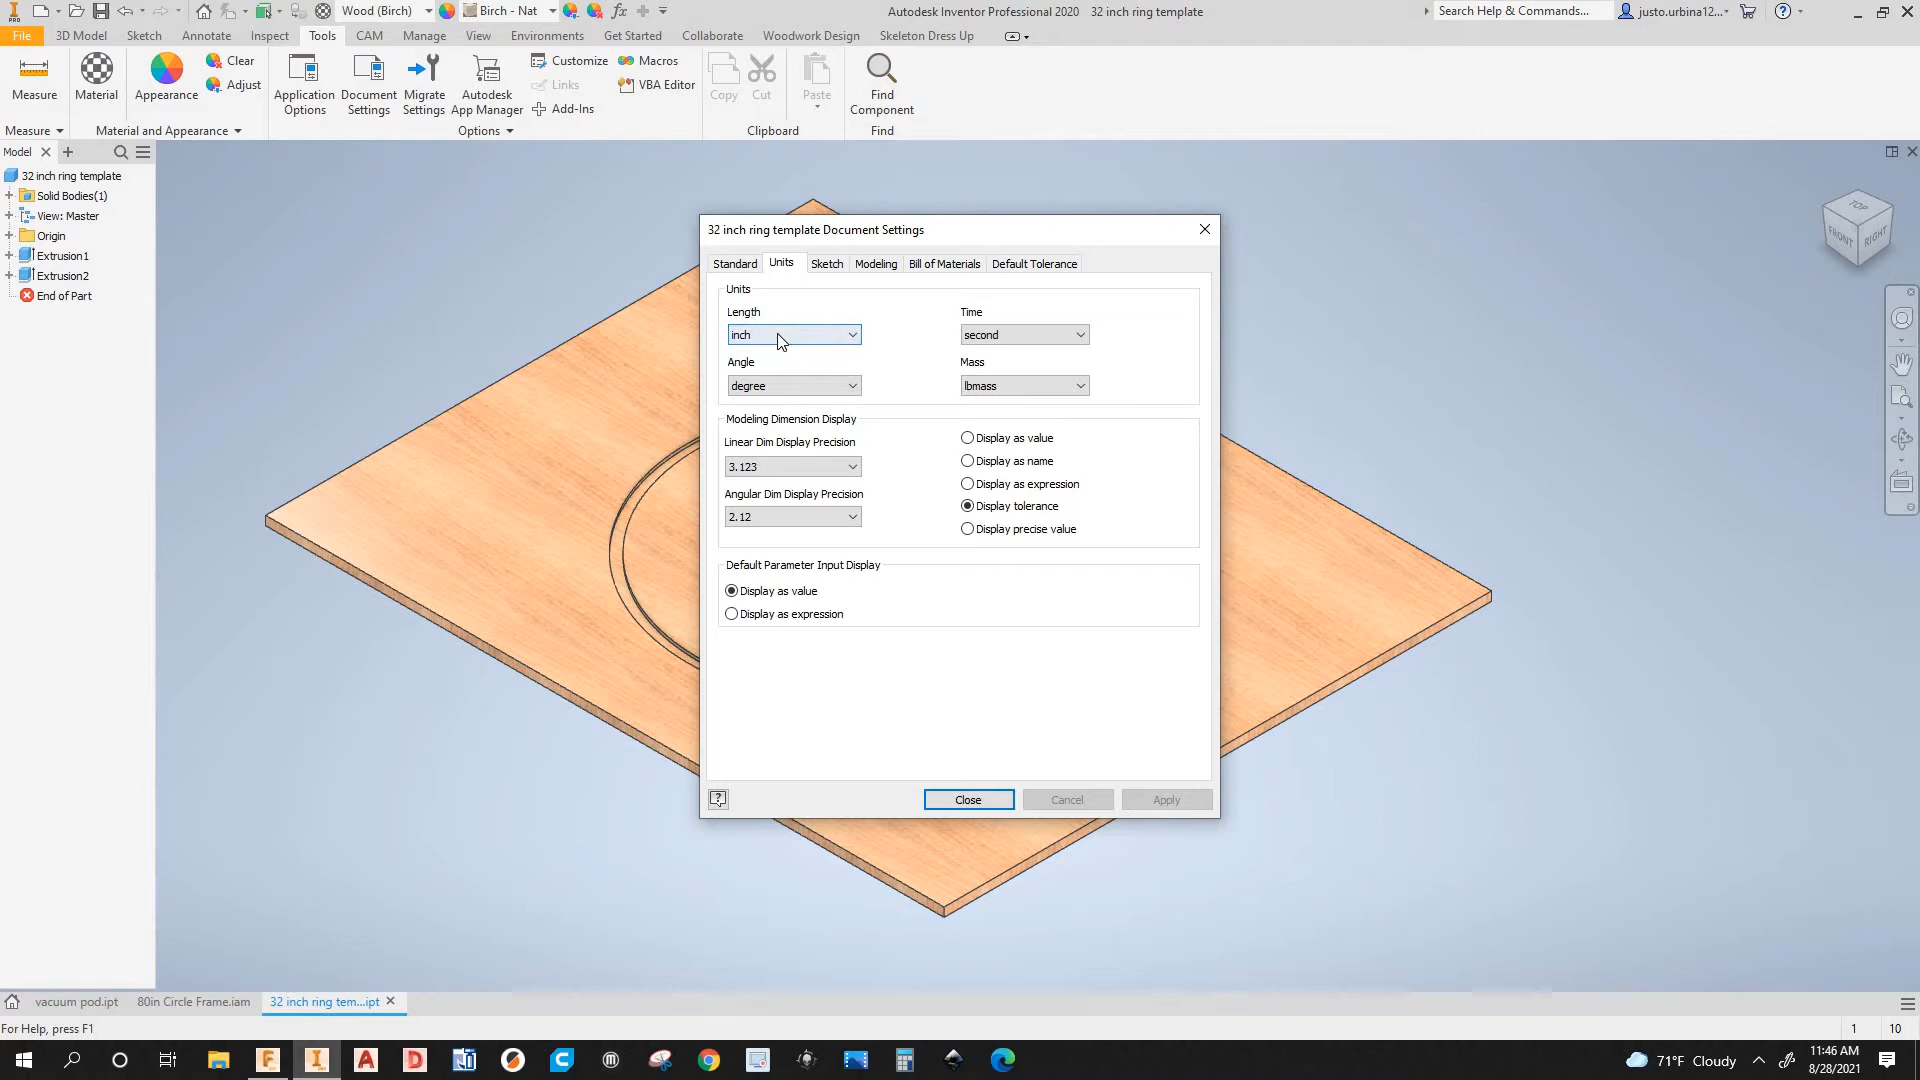 Wood (Birch) Birch - Nat Autodesk Inventor Professional 2020 32 inch ring template Search Help & Commands... justo.urbina12...
File 3D Model Sketch Annotate Inspect Tools CAM Manage View Environments Get Started Collaborate Woodwork Design Skeleton Dress Up
Measure
Material
Appearance
Clear
Adjust
Application Options
Document Settings
Migrate Settings
Autodesk App Manager
Customize
Links
Add-Ins
Macros
VBA Editor
Copy
Cut
Paste
Find Component
Measure Material and Appearance Options Clipboard Find
Model
32 inch ring template
Solid Bodies(1)
View: Master
Origin
Extrusion1
Extrusion2
End of Part
TOP
FRONT RIGHT
32 inch ring template Document Settings
Standard Units Sketch Modeling Bill of Materials Default Tolerance
Units
Length Time
inch second
Angle Mass
degree lbmass
Modeling Dimension Display
Linear Dim Display Precision
3.123
Angular Dim Display Precision
2.12
Display as value
Display as name
Display as expression
Display tolerance
Display precise value
Default Parameter Input Display
Display as value
Display as expression
Close Cancel Apply
vacuum pod.ipt 80in Circle Frame.iam 32 inch ring tem...ipt
For Help, press F1 1 10
71°F Cloudy
11:46 AM
8/28/2021